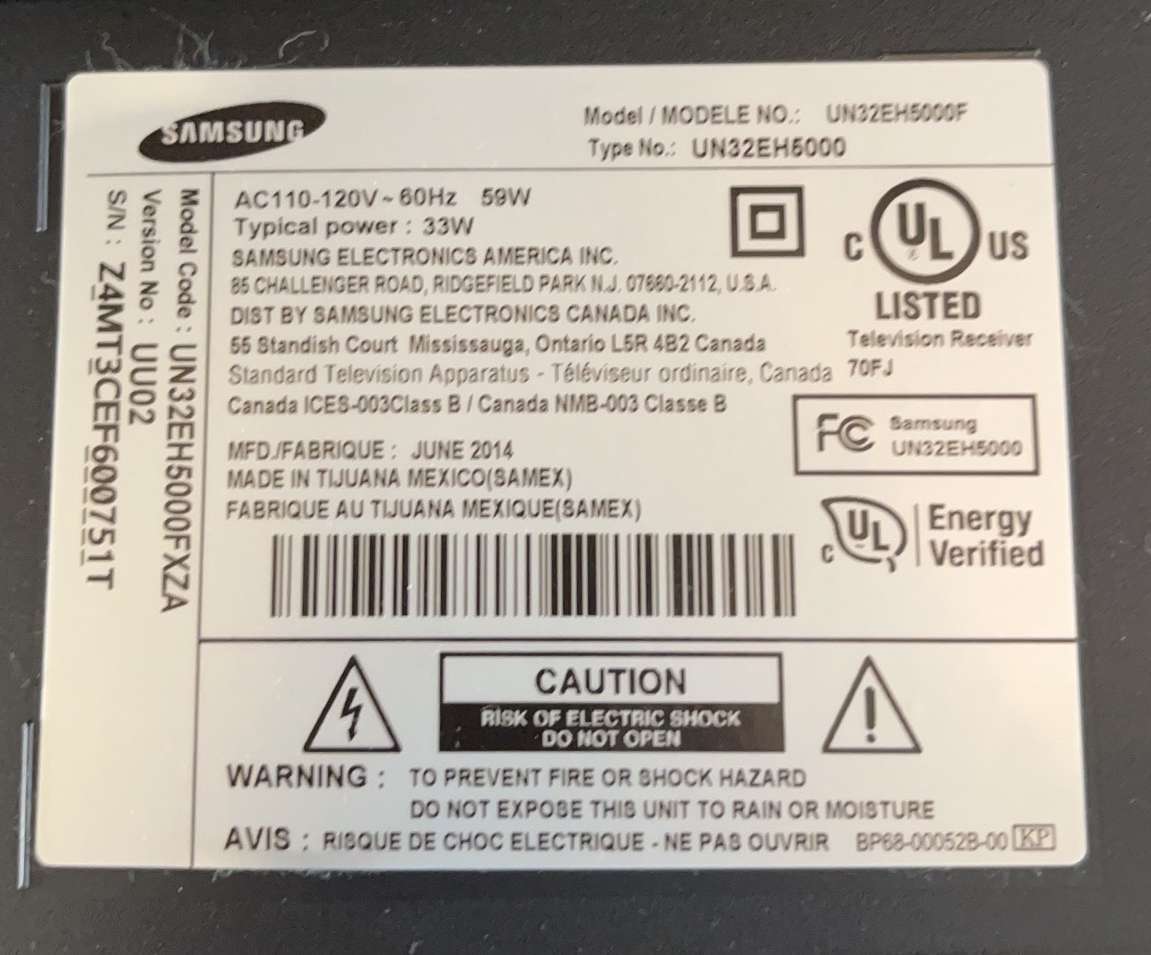 SAMSUNG
Model / MODELE NO.: UN32EH5000F
Type No.: UN32EH5000
Model Code : UN32EH5000FXZA
Version No : UU02
S/N : Z4MT3CEF600751T
AC110-120V ~ 60Hz 59W
Typical power : 33W
SAMSUNG ELECTRONICS AMERICA INC.
85 CHALLENGER ROAD, RIDGEFIELD PARK N.J. 07660-2112, U.S.A.
DIST BY SAMSUNG ELECTRONICS CANADA INC.
55 Standish Court Mississauga, Ontario L5R 4B2 Canada
Standard Television Apparatus - Téléviseur ordinaire, Canada
Canada ICES-003Class B / Canada NMB-003 Classe B
MFD./FABRIQUE : JUNE 2014
MADE IN TIJUANA MEXICO(SAMEX)
FABRIQUE AU TIJUANA MEXIQUE(SAMEX)
C UL US
®
LISTED
Television Receiver
70FJ
FC Samsung
UN32EH5000
C UL Energy
Verified
CAUTION
RISK OF ELECTRIC SHOCK
DO NOT OPEN
WARNING : TO PREVENT FIRE OR SHOCK HAZARD
DO NOT EXPOSE THIS UNIT TO RAIN OR MOISTURE
AVIS : RISQUE DE CHOC ELECTRIQUE - NE PAS OUVRIR BP68-00052B-00 KP